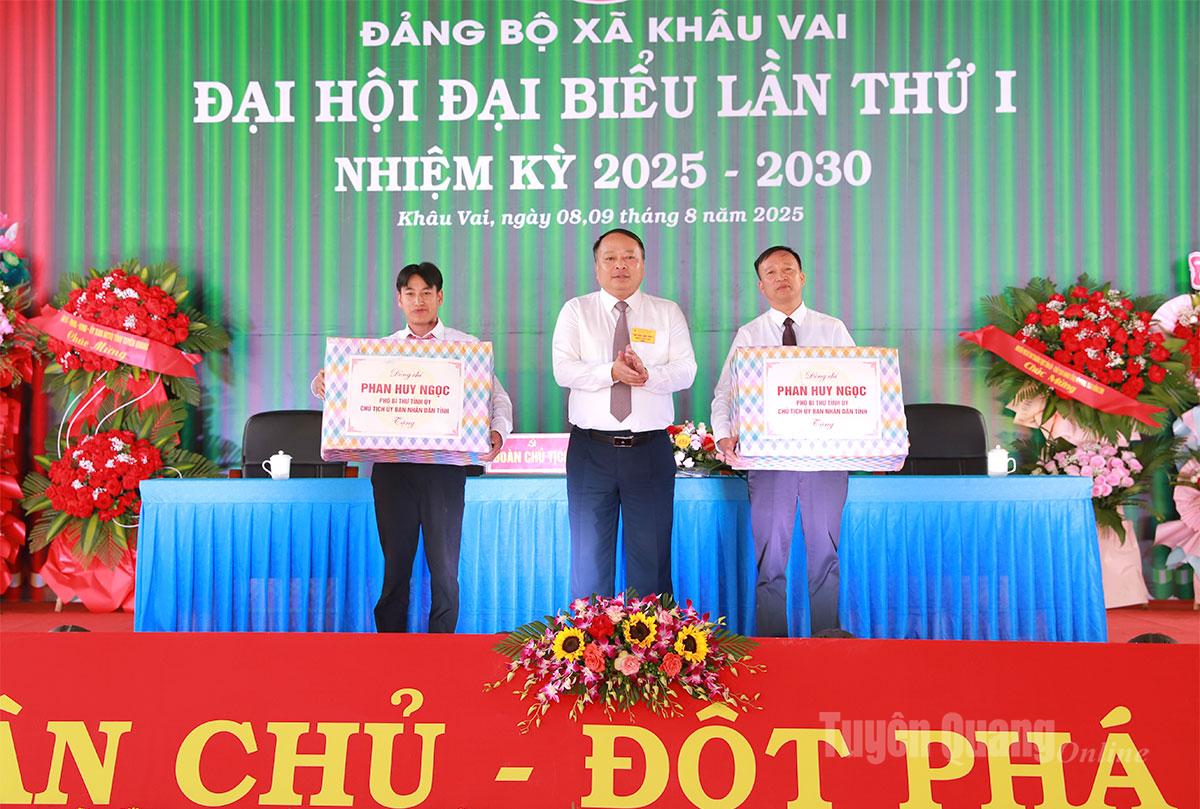 ĐẢNG BỘ XÃ KHÂU VAI
ĐẠI HỘI ĐẠI BIỂU LẦN THỨ I
NHIỆM KỲ 2025 - 2030
Khâu Vai, ngày 08,09 tháng 8 năm 2025
Chúc Mừng
Chúc Mừng
Đồng chí
PHAN HUY NGỌC
PHÓ BÍ THƯ TỈNH ỦY
CHỦ TỊCH ỦY BAN NHÂN DÂN TỈNH
Tặng
Đồng chí
PHAN HUY NGỌC
PHÓ BÍ THƯ TỈNH ỦY
CHỦ TỊCH ỦY BAN NHÂN DÂN TỈNH
Tặng
ĐOÀN CHỦ TỊCH
ÂN CHỦ - ĐỘT PHÁ
Tuyên Quang Online